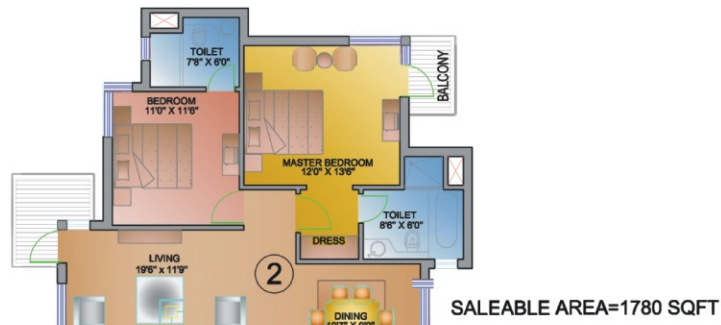 TOILET
7'8" X 6'0"
BALCONY
BEDROOM
11'0" X 11'6"
MASTER BEDROOM
12'0" X 13'6"
TOILET
8'6" X 6'0"
DRESS
LIVING
19'6" x 11'9"
2
DINING
SALEABLE AREA=1780 SQFT